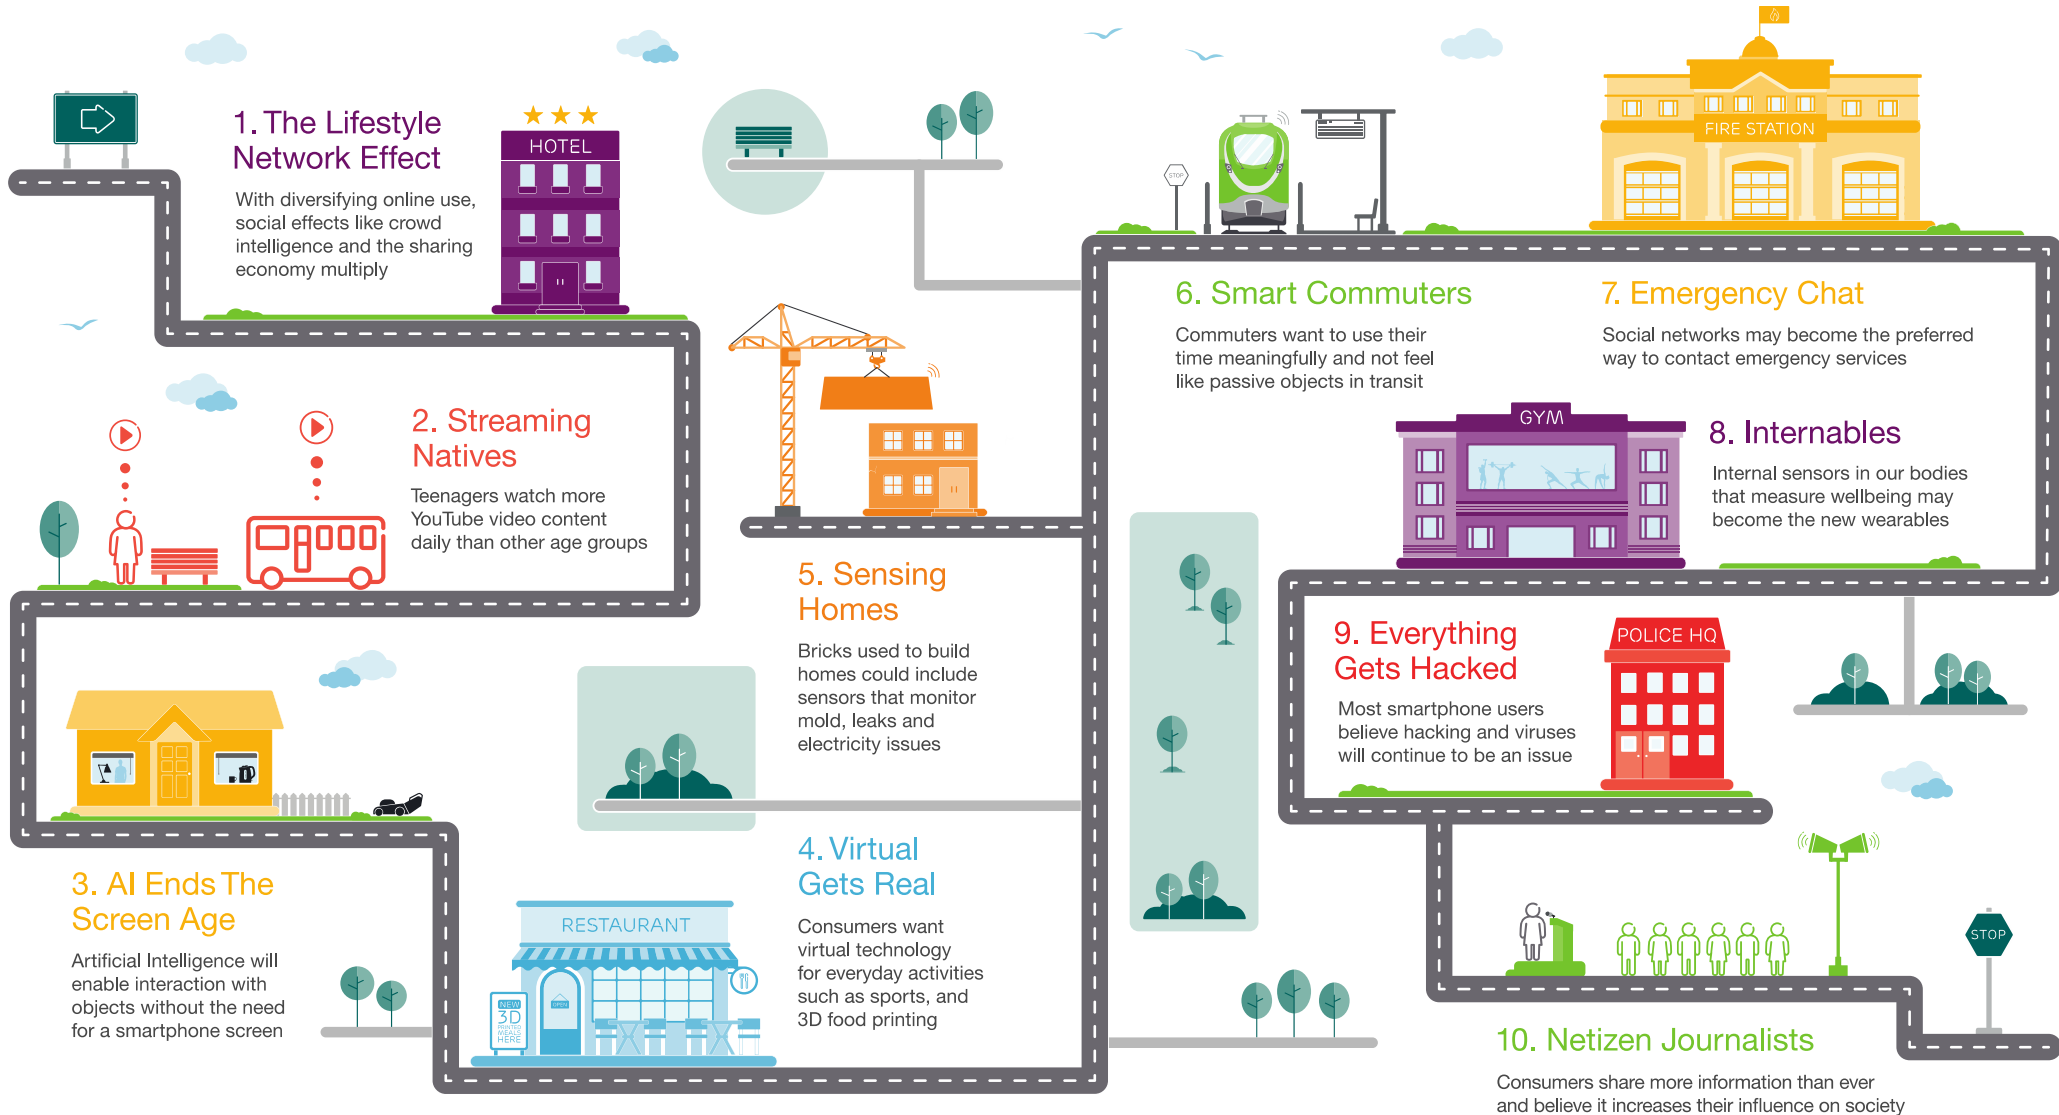 1. The Lifestyle
Network Effect
With diversifying online use,
social effects like crowd
intelligence and the sharing
economy multiply
HOTEL
2. Streaming
Natives
Teenagers watch more
YouTube video content
daily than other age groups
3. AI Ends The
Screen Age
Artificial Intelligence will
enable interaction with
objects without the need
for a smartphone screen
RESTAURANT
OPEN
NEW
3D
PRINTED
MEALS
HERE
4. Virtual
Gets Real
Consumers want
virtual technology
for everyday activities
such as sports, and
3D food printing
5. Sensing
Homes
Bricks used to build
homes could include
sensors that monitor
mold, leaks and
electricity issues
STOP
6. Smart Commuters
Commuters want to use their
time meaningfully and not feel
like passive objects in transit
FIRE STATION
7. Emergency Chat
Social networks may become the preferred
way to contact emergency services
GYM
8. Internables
Internal sensors in our bodies
that measure wellbeing may
become the new wearables
9. Everything
Gets Hacked
Most smartphone users
believe hacking and viruses
will continue to be an issue
POLICE HQ
STOP
10. Netizen Journalists
Consumers share more information than ever
and believe it increases their influence on society